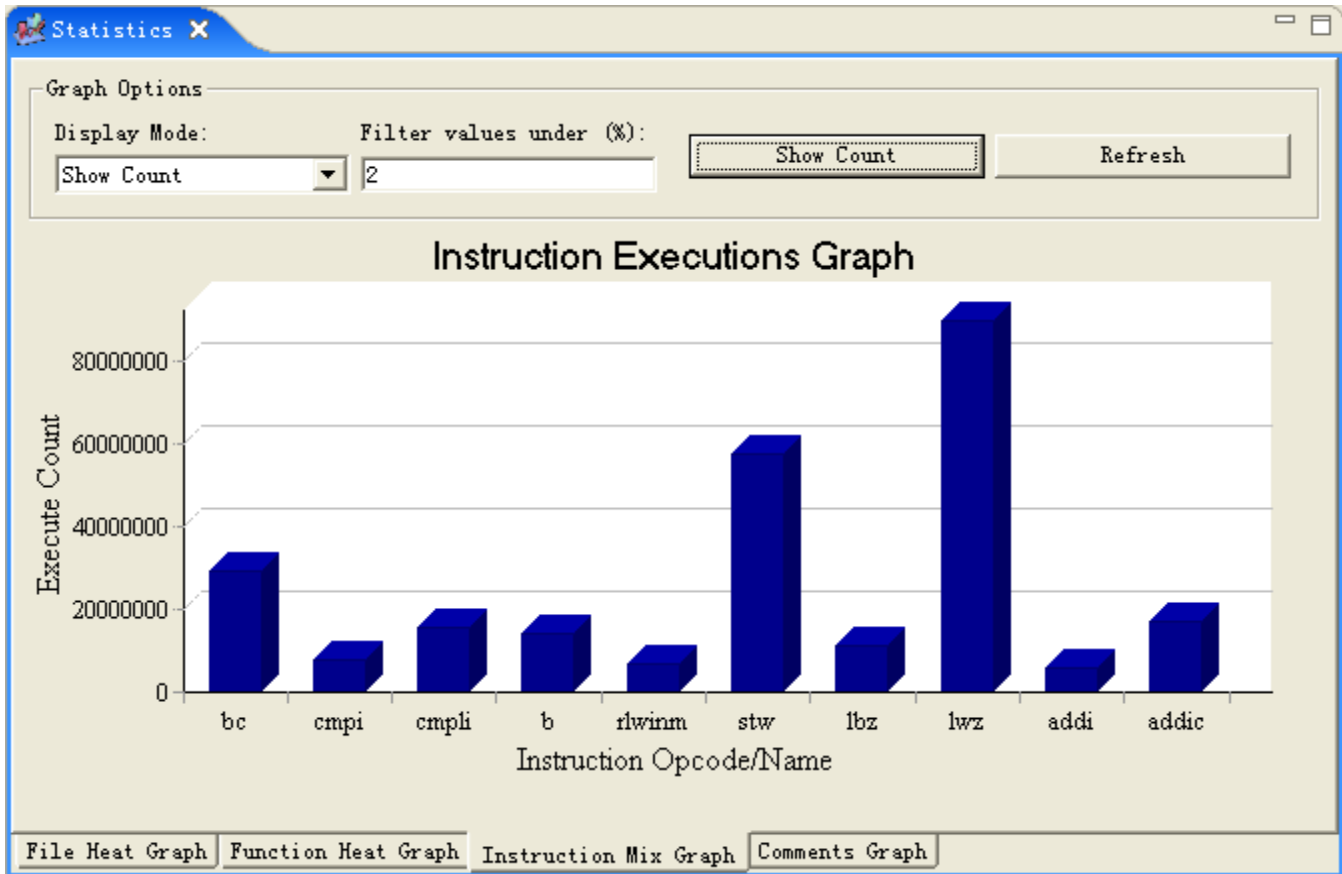 Statistics
Graph Options
Display Mode:
Filter values under (%):
Show Count
2
Show Count
Refresh
Instruction Executions Graph
80000000
60000000
40000000
20000000
0
Execute Count
bc cmpi cmpli b rlwinm stw lbz lwz addi addic
Instruction Opcode/Name
File Heat Graph
Function Heat Graph
Instruction Mix Graph
Comments Graph